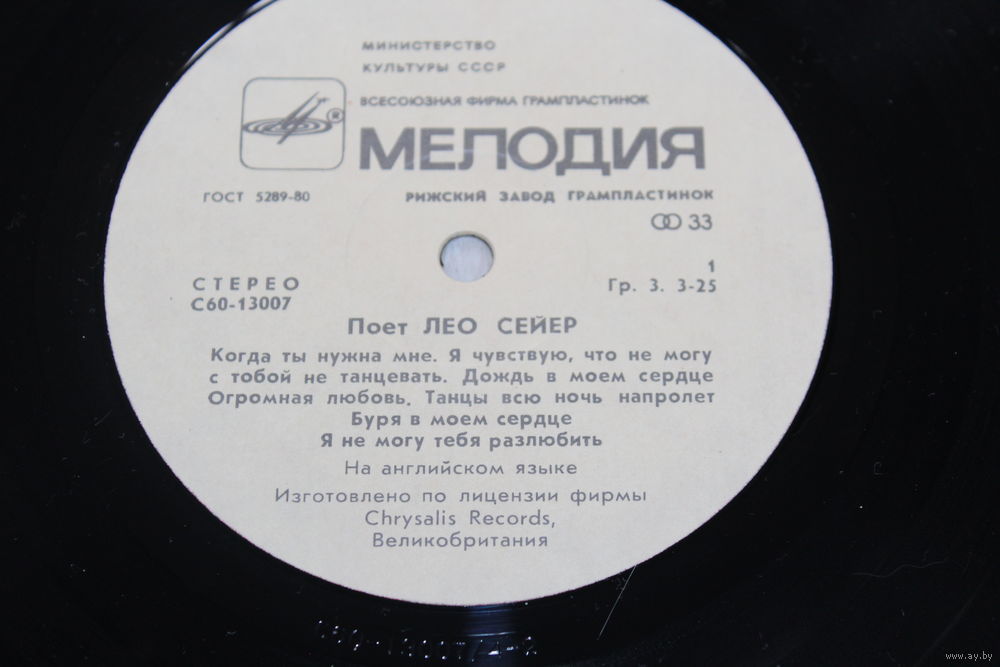 МИНИСТЕРСТВО
КУЛЬТУРЫ СССР
ВСЕСОЮЗНАЯ ФИРМА ГРАМПЛАСТИНОК
МЕЛОДИЯ
®
ГОСТ 5289-80
РИЖСКИЙ ЗАВОД ГРАМПЛАСТИНОК
33
СТЕРЕО
С60-13007
1
Гр. 3. 3-25
Поет ЛЕО СЕЙЕР
Когда ты нужна мне. Я чувствую, что не могу
с тобой не танцевать. Дождь в моем сердце
Огромная любовь. Танцы всю ночь напролет
Буря в моем сердце
Я не могу тебя разлюбить
На английском языке
Изготовлено по лицензии фирмы
Chrysalis Records,
Великобритания
www.ay.by